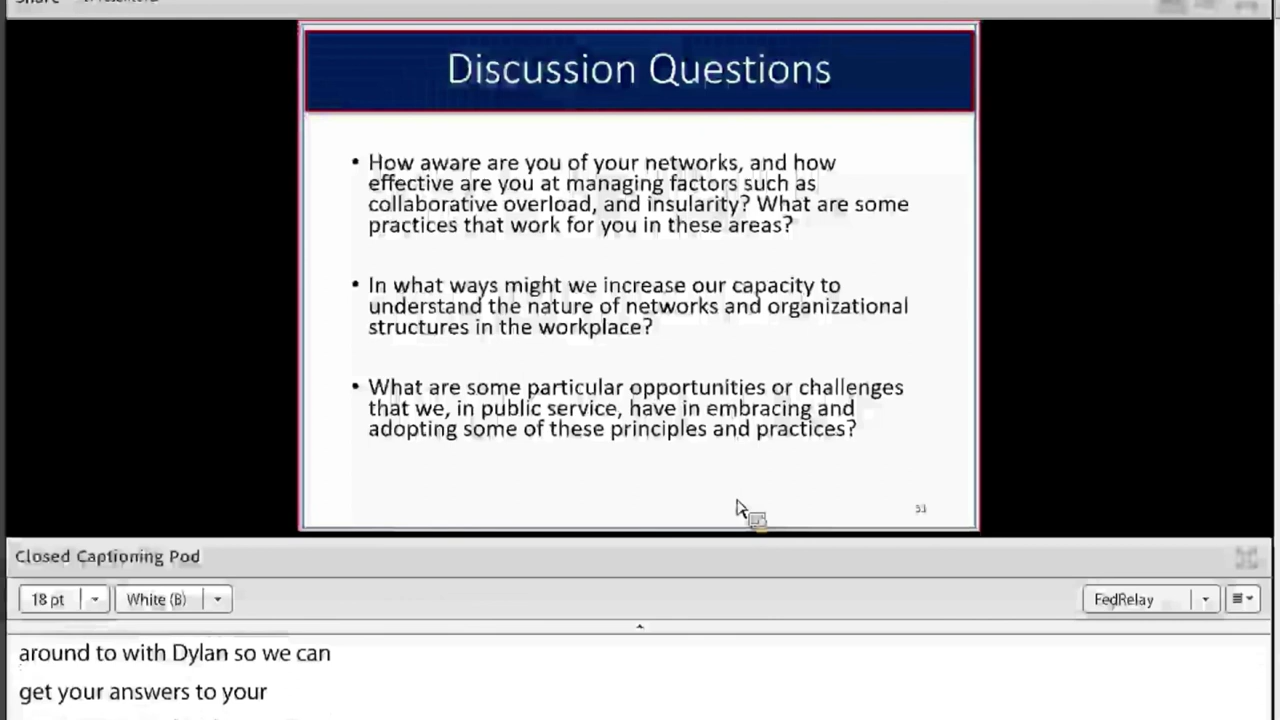 Share
Discussion Questions
• How aware are you of your networks, and how
effective are you at managing factors such as
collaborative overload, and insularity? What are some
practices that work for you in these areas?
• In what ways might we increase our capacity to
understand the nature of networks and organizational
structures in the workplace?
• What are some particular opportunities or challenges
that we, in public service, have in embracing and
adopting some of these principles and practices?
Closed Captioning Pod
18 pt
White (B)
FedRelay
around to with Dylan so we can
get your answers to your